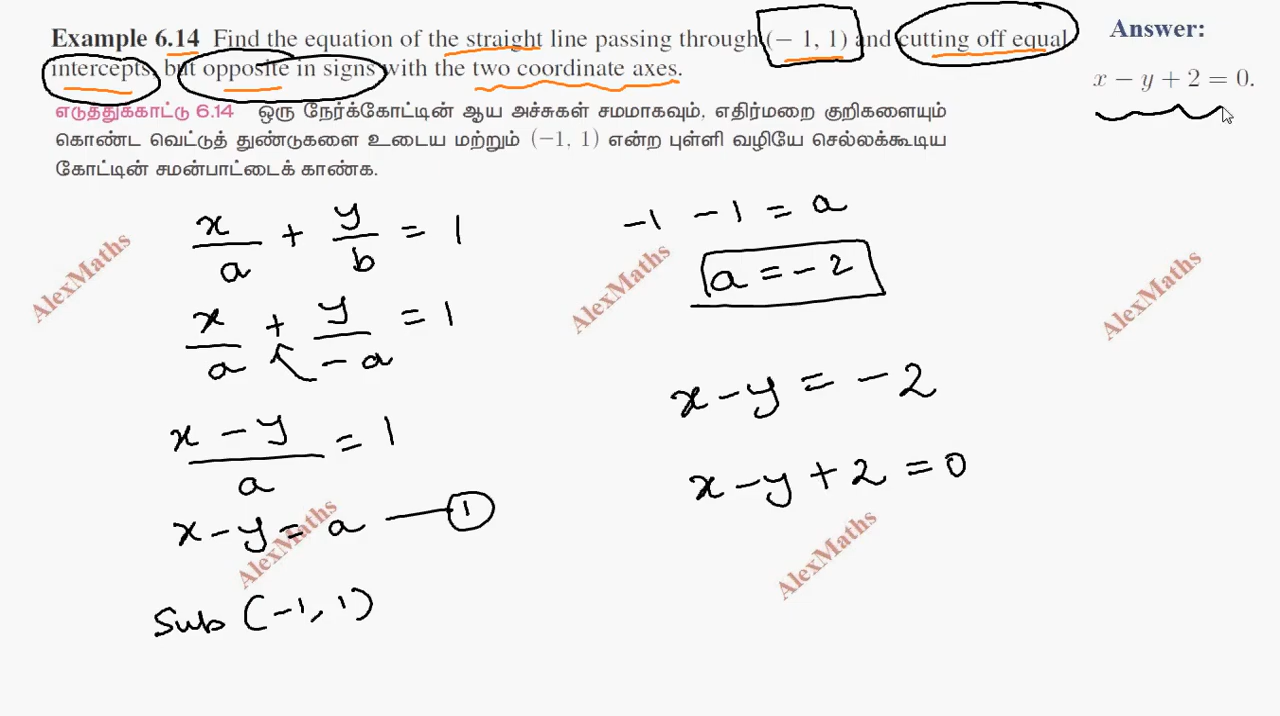 Example 6.14 Find the equation of the straight line passing through (− 1, 1) and cutting off equal
intercepts, but opposite in signs with the two coordinate axes.
எடுத்துக்காட்டு 6.14 ஒரு நேர்க்கோட்டின் ஆய அச்சுகள் சமமாகவும், எதிர்மறை குறிகளையும்
கொண்ட வெட்டுத் துண்டுகளை உடைய மற்றும் (−1, 1) என்ற புள்ளி வழியே செல்லக்கூடிய
கோட்டின் சமன்பாட்டைக் காண்க.
Answer:
x − y + 2 = 0.
x/a + y/b = 1
x/a + y/-a = 1
x - y/a = 1
x - y = a — ①
Sub (-1, 1)
-1 - 1 = a
a = -2
x - y = -2
x - y + 2 = 0
AlexMaths
AlexMaths
AlexMaths
AlexMaths
AlexMaths